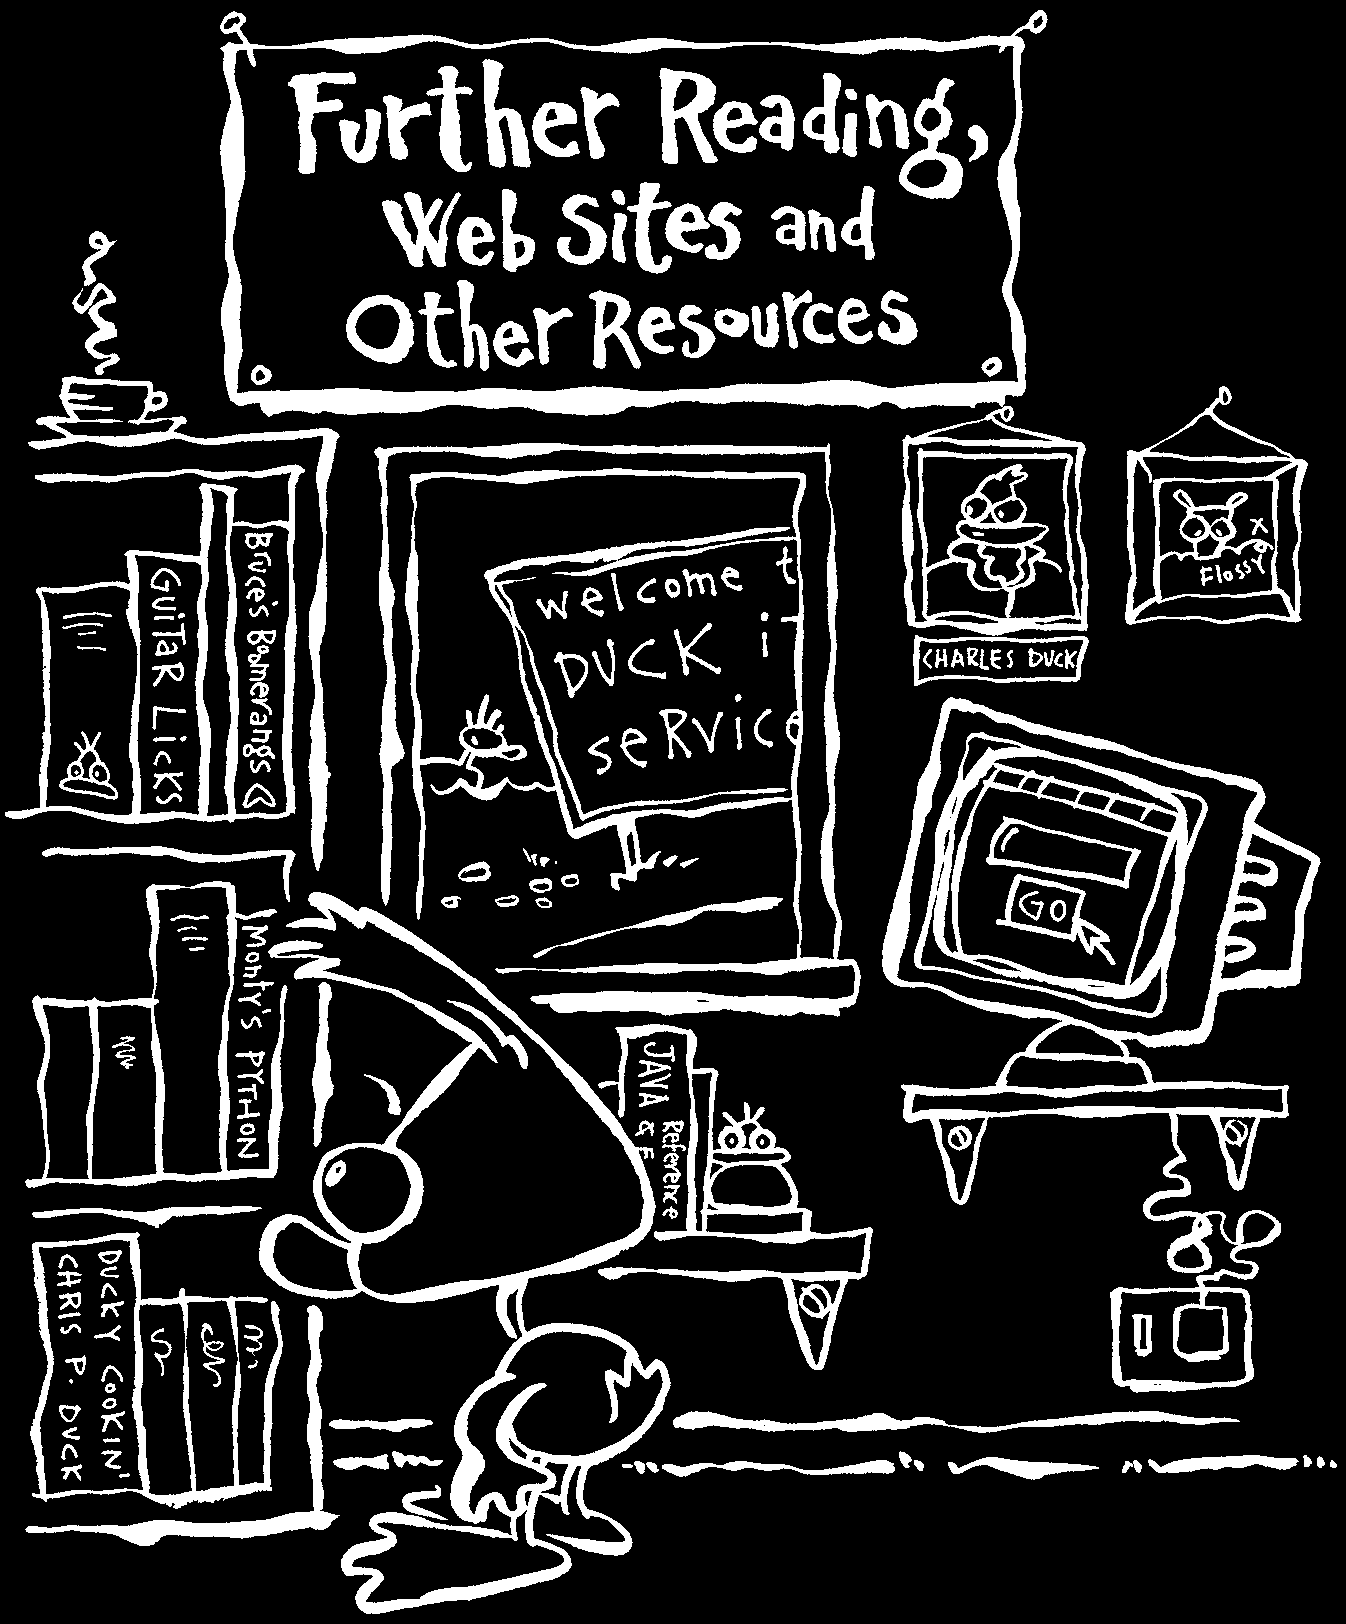 Further Reading,
Web Sites and
Other Resources
Bruce's Boomerangs
GUiTaR LicKS
welcome t
DUCK i
seRvice
CHARLES DUCK
Flossy
x
GO
Monty's PYTHON
JAVA &
Reference
DUCKY COOKIN'
CHRIS P. DUCK